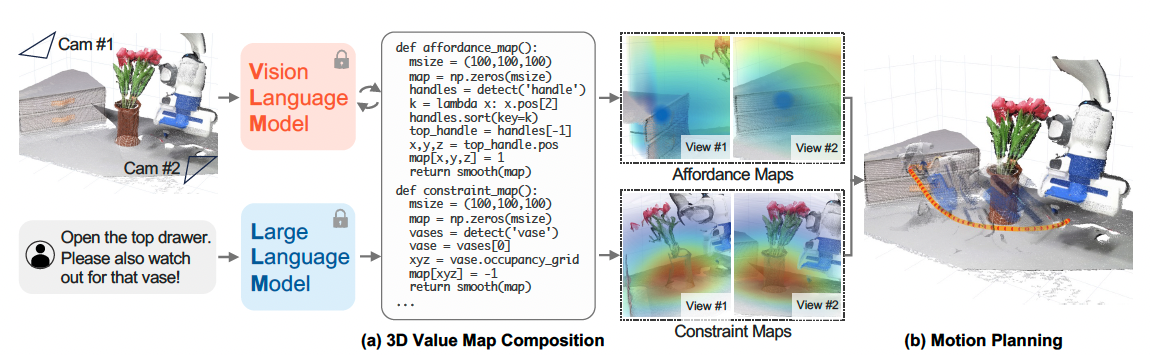 Cam #1
Cam #2
Open the top drawer.
Please also watch
out for that vase!
Vision
Language
Model
Large
Language
Model
def affordance_map():
msize = (100,100,100)
map = np.zeros(msize)
handles = detect('handle')
k = lambda x: x.pos[2]
handles.sort(key=k)
top_handle = handles[-1]
x,y,z = top_handle.pos
map[x,y,z] = 1
return smooth(map)
def constraint_map():
msize = (100,100,100)
map = np.zeros(msize)
vases = detect('vase')
vase = vases[0]
xyz = vase.occupancy_grid
map[xyz] = -1
return smooth(map)
...
View #1
View #2
Affordance Maps
View #1
View #2
Constraint Maps
(a) 3D Value Map Composition
(b) Motion Planning